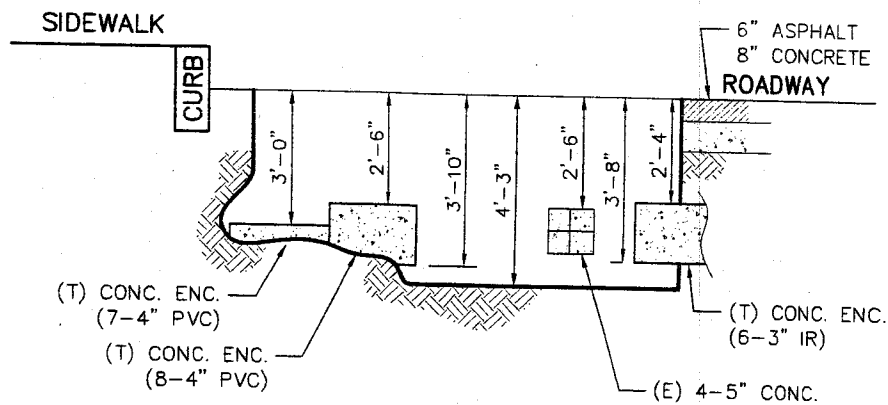 SIDEWALK
CURB
6" ASPHALT
8" CONCRETE
ROADWAY
3'-0"
2'-6"
3'-10"
4'-3"
2'-6"
3'-8"
2'-4"
(T) CONC. ENC.
(7-4" PVC)
(T) CONC. ENC.
(8-4" PVC)
(T) CONC. ENC.
(6-3" IR)
(E) 4-5" CONC.